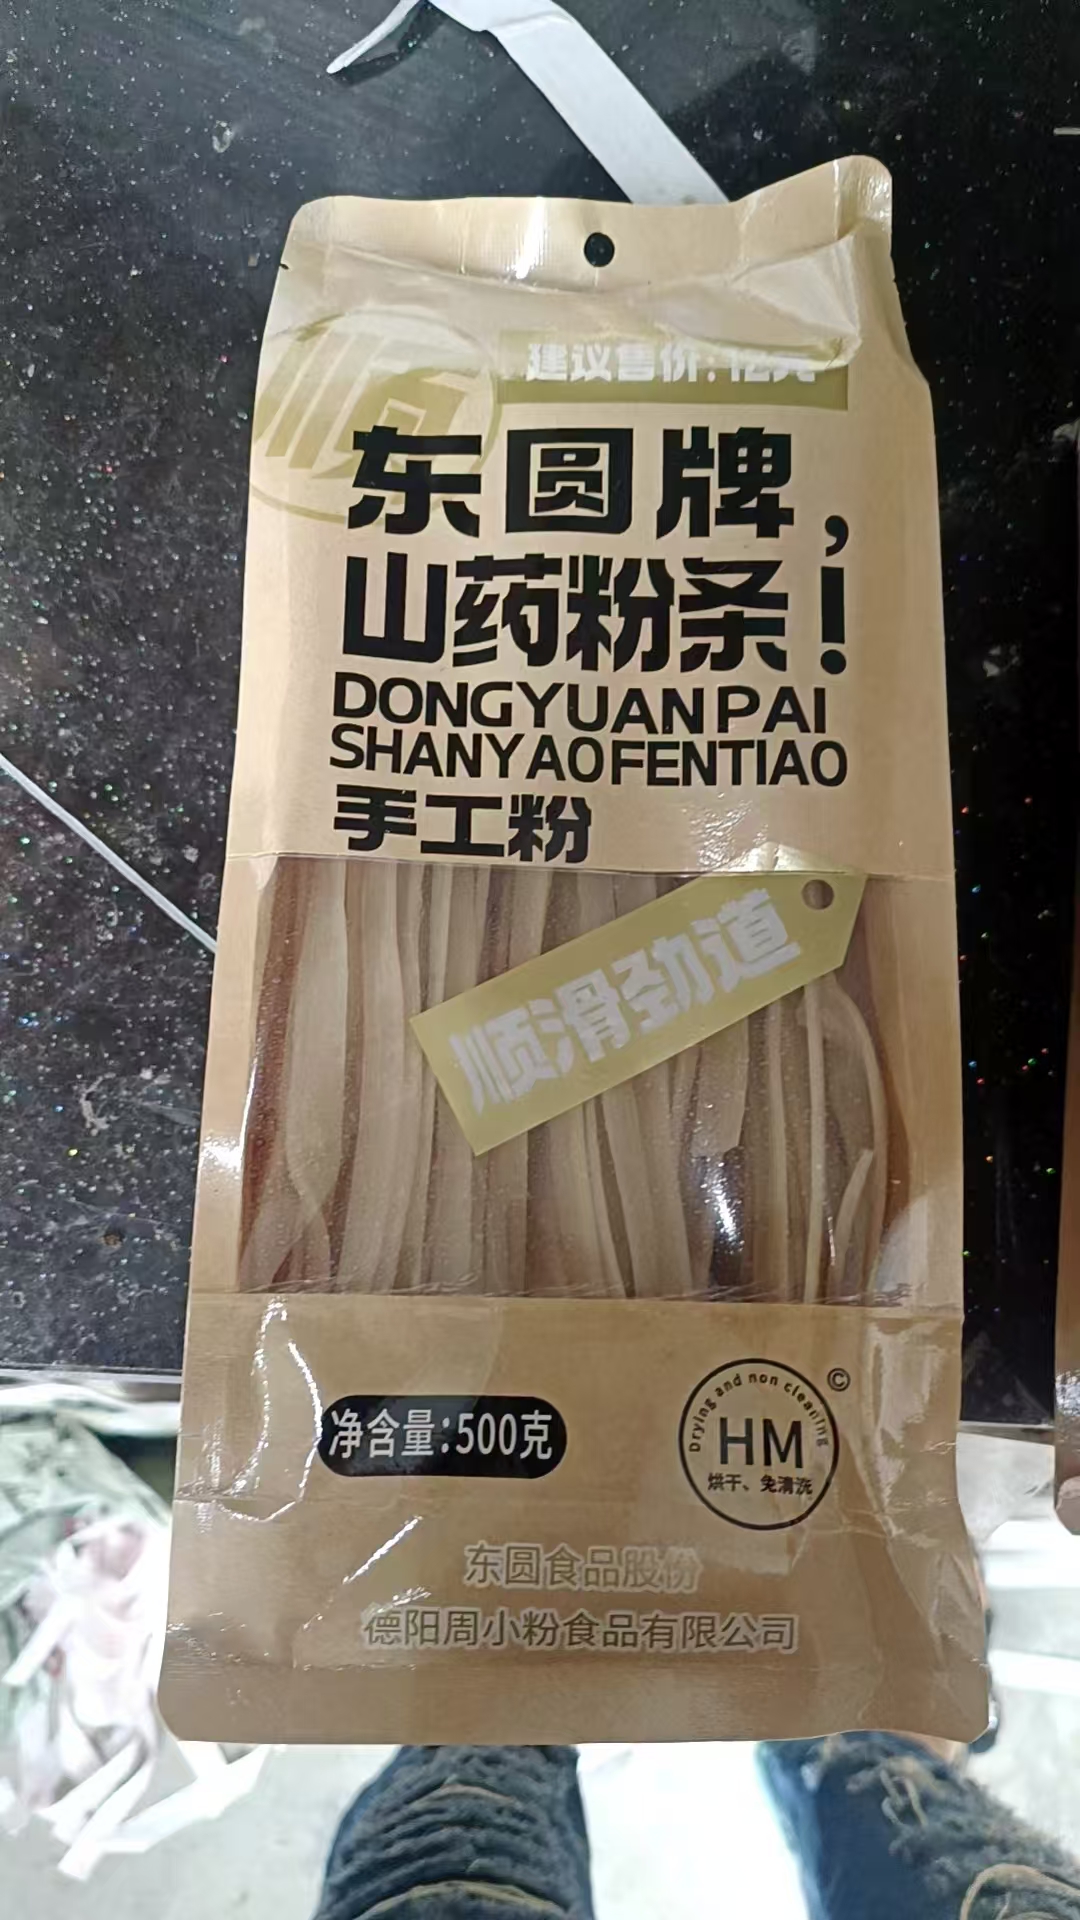 顺
建议售价:12元
东圆牌,
山药粉条!
DONGYUANPAI
SHANYAOFENTIAO
手工粉
顺滑劲道
净含量:500克
©
Drying and non cleaning
HM
烘干、免清洗
东圆食品股份
德阳周小粉食品有限公司